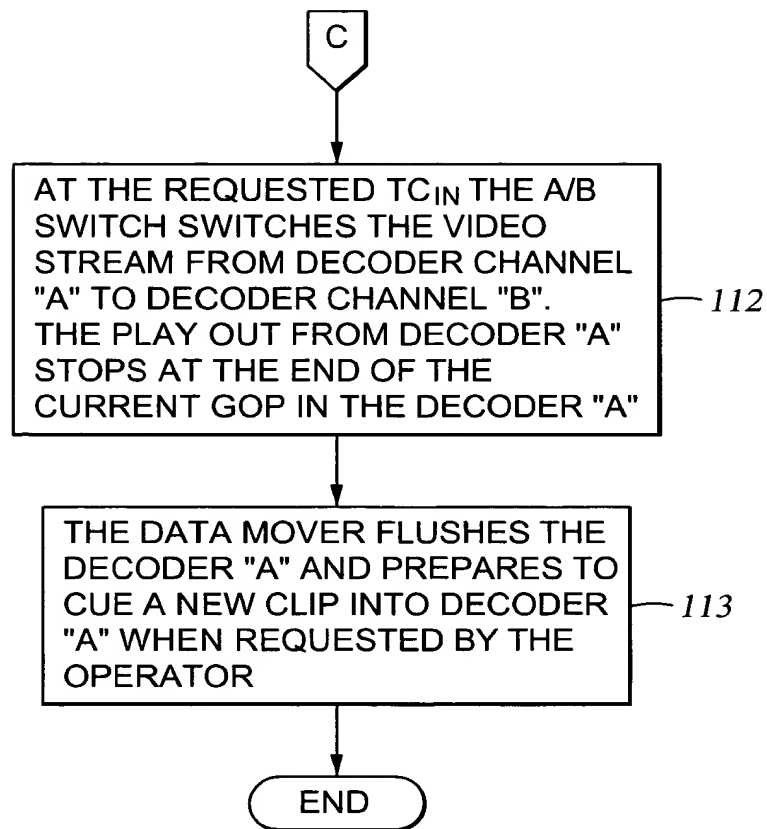 C
AT THE REQUESTED TCIN THE A/B
SWITCH SWITCHES THE VIDEO
STREAM FROM DECODER CHANNEL
"A" TO DECODER CHANNEL "B".
THE PLAY OUT FROM DECODER "A"
STOPS AT THE END OF THE
CURRENT GOP IN THE DECODER "A"
112
THE DATA MOVER FLUSHES THE
DECODER "A" AND PREPARES TO
CUE A NEW CLIP INTO DECODER
"A" WHEN REQUESTED BY THE
OPERATOR
113
END